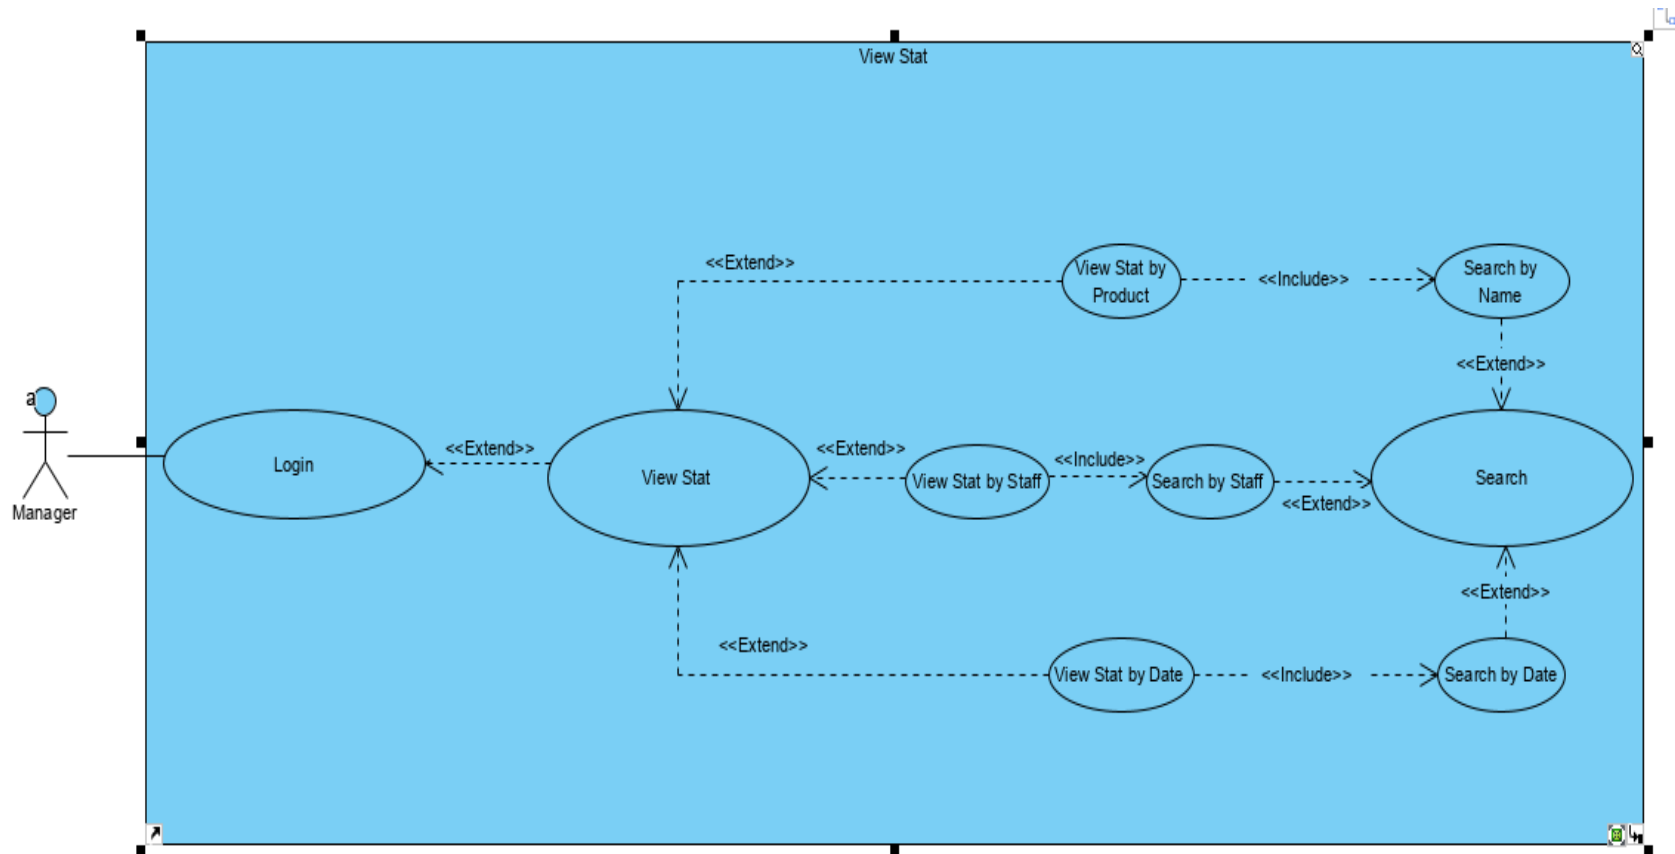 View Stat
<<Extend>>
View Stat by
Product
<<Include>>
Search by
Name
<<Extend>>
a
Manager
Login
<<Extend>>
View Stat
<<Extend>>
View Stat by Staff
<<Include>>
Search by Staff
<<Extend>>
Search
<<Extend>>
<<Extend>>
View Stat by Date
<<Include>>
Search by Date